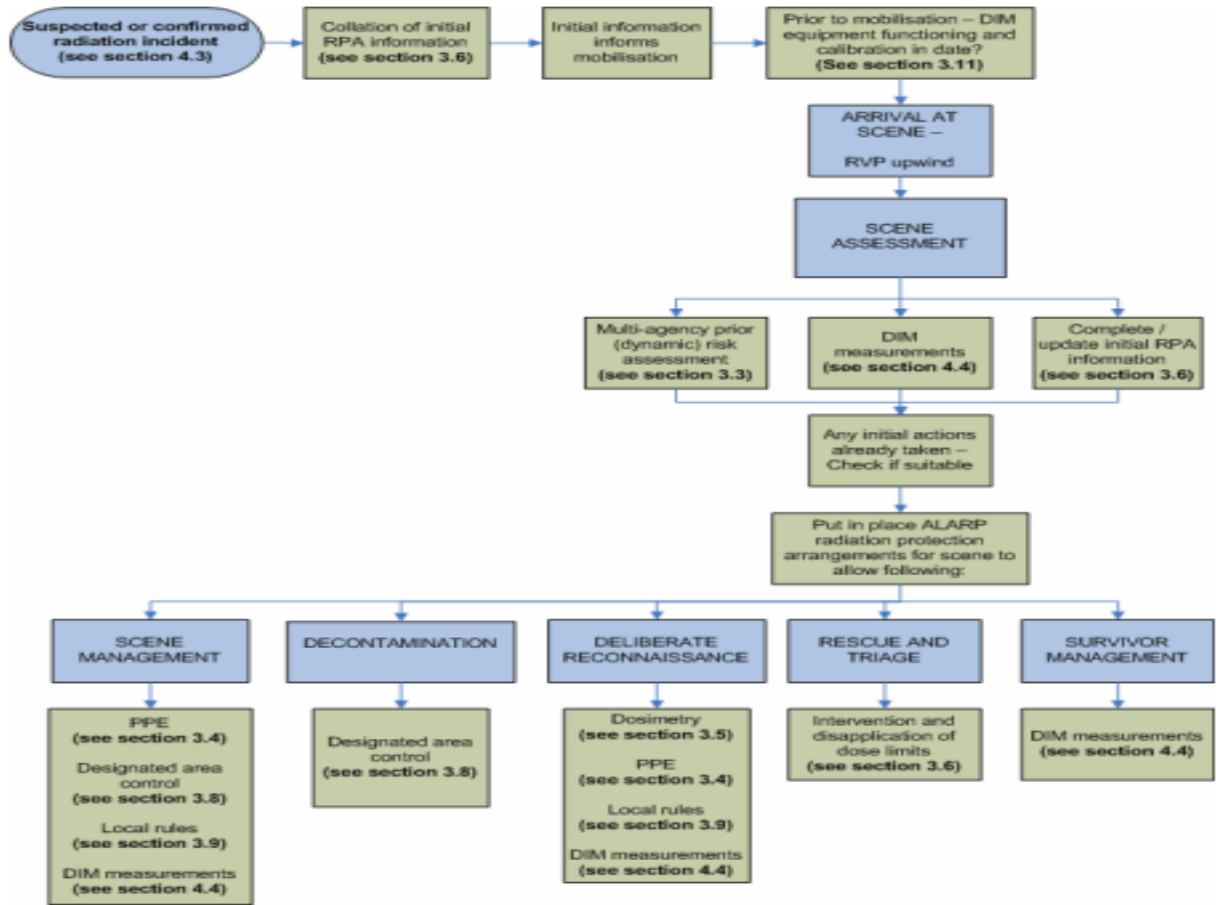 Suspected or confirmed
radiation incident
(see section 4.3)
Collation of initial
RPA information
(see section 3.6)
Initial information
informs
mobilisation
Prior to mobilisation – DIM
equipment functioning and
calibration in date?
(See section 3.11)
ARRIVAL AT
SCENE –
RVP upwind
SCENE
ASSESSMENT
Multi-agency prior
(dynamic) risk
assessment
(see section 3.3)
DIM
measurements
(see section 4.4)
Complete /
update initial RPA
information
(see section 3.6)
Any initial actions
already taken –
Check if suitable
Put in place ALARP
radiation protection
arrangements for scene to
allow following:
SCENE
MANAGEMENT
DECONTAMINATION
DELIBERATE
RECONNAISSANCE
RESCUE AND
TRIAGE
SURVIVOR
MANAGEMENT
PPE
(see section 3.4)
Designated area
control
(see section 3.8)
Local rules
(see section 3.9)
DIM measurements
(see section 4.4)
Designated area
control
(see section 3.8)
Dosimetry
(see section 3.5)
PPE
(see section 3.4)
Local rules
(see section 3.9)
DIM measurements
(see section 4.4)
Intervention and
disapplication of
dose limits
(see section 3.6)
DIM measurements
(see section 4.4)